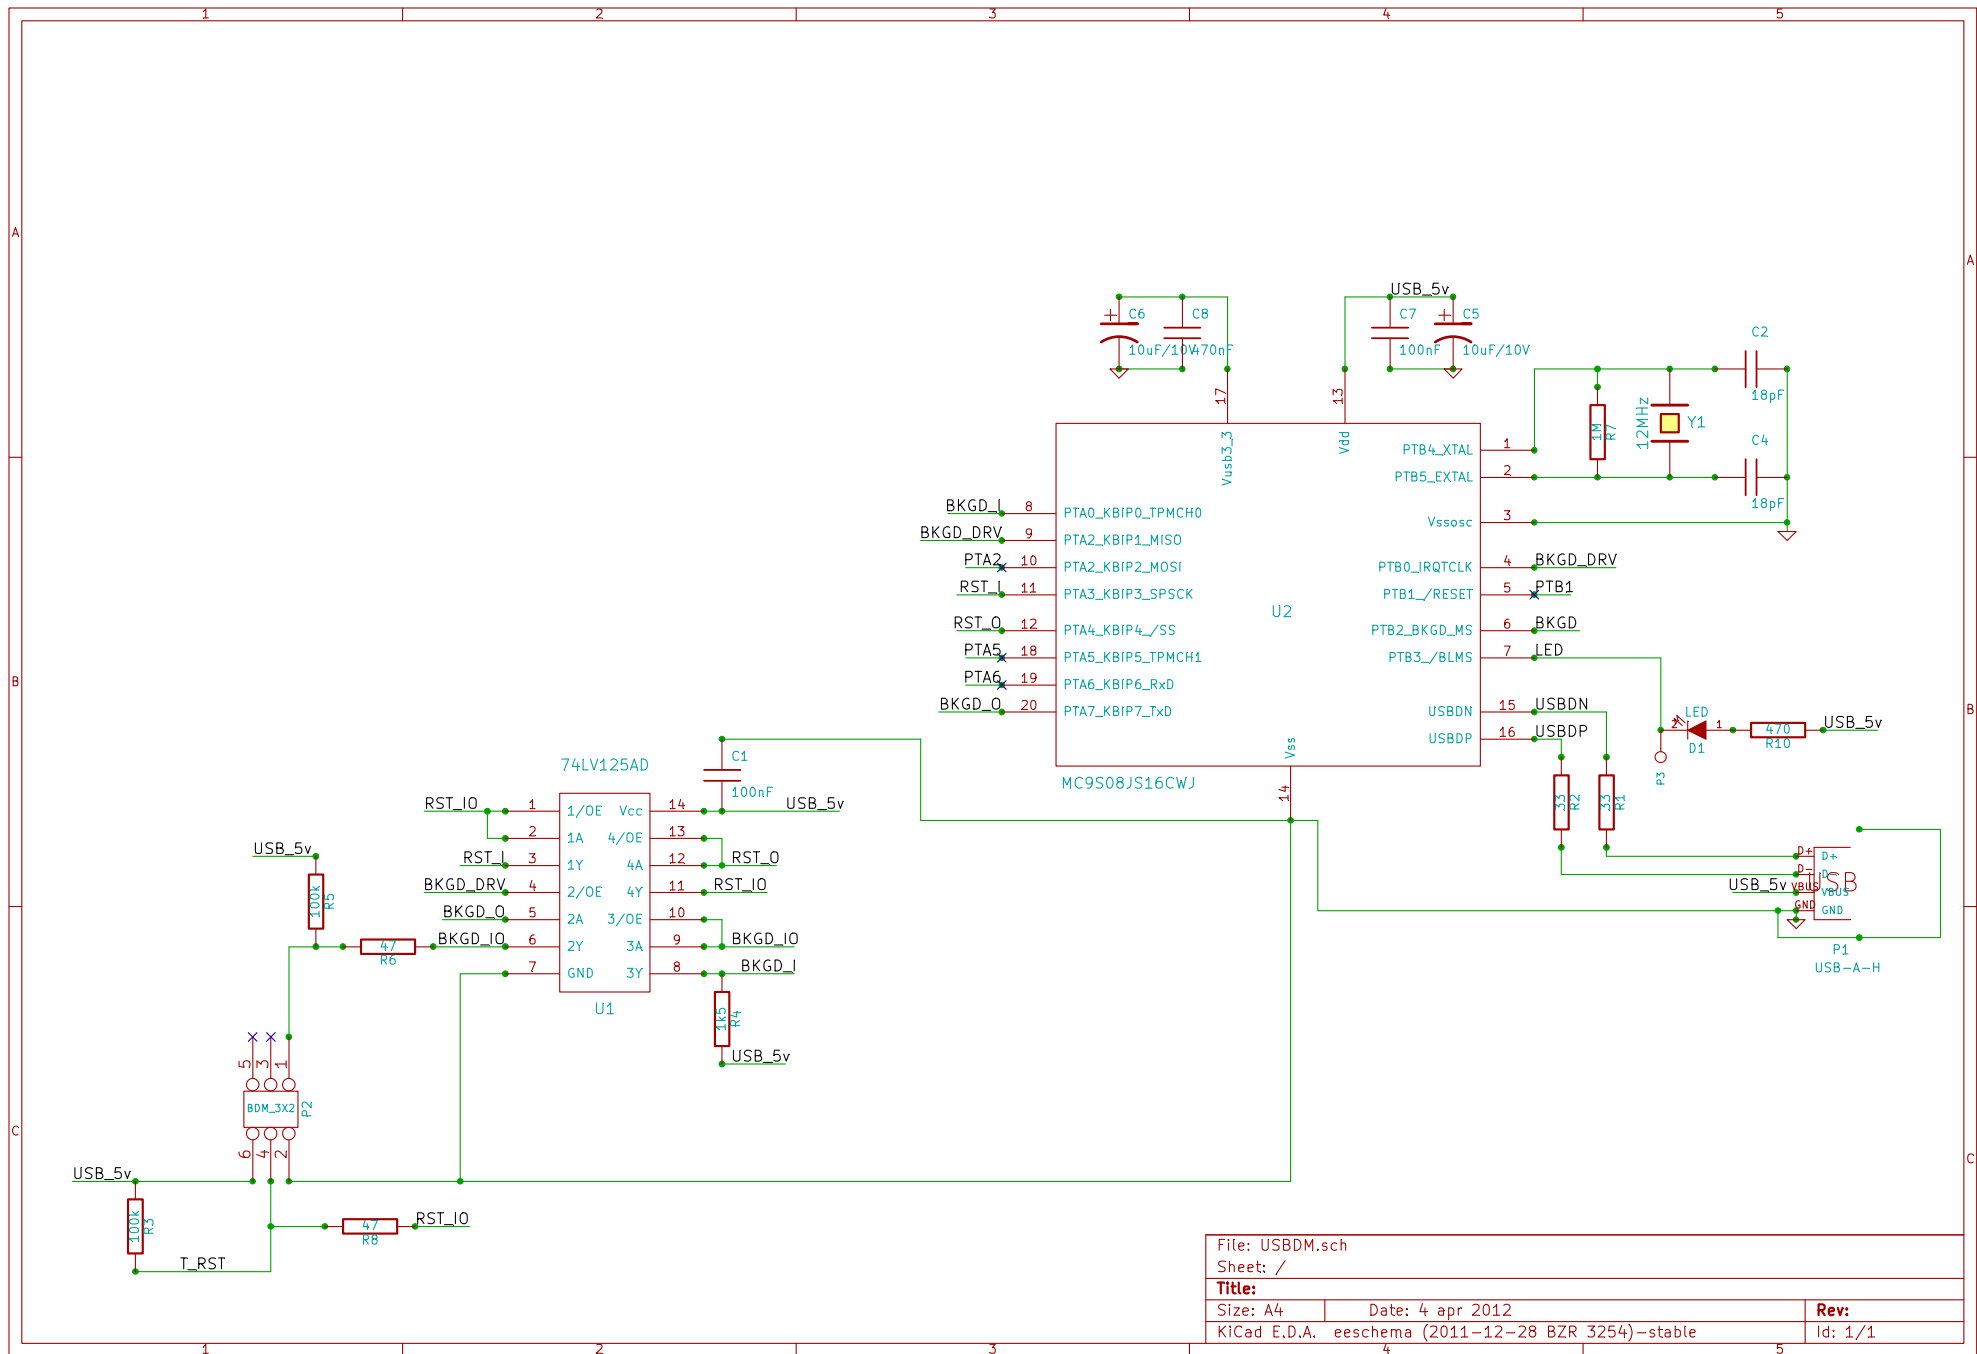 1 2 3 4 5
A
A
B
B
C
C
USB_5v
C6
10uF/10V
C8
470nF
C7
100nF
C5
10uF/10V
C2
18pF
C4
18pF
12MHz
Y1
1M
R7
17
13
Vusb3_3
Vdd
PTB4_XTAL 1
PTB5_EXTAL 2
Vssosc 3
BKGD_I 8 PTA0_KBIP0_TPMCH0
BKGD_DRV 9 PTA2_KBIP1_MISO
PTA2 10 PTA2_KBIP2_MOSI
RST_I 11 PTA3_KBIP3_SPSCK
RST_O 12 PTA4_KBIP4_/SS
PTA5 18 PTA5_KBIP5_TPMCH1
PTA6 19 PTA6_KBIP6_RxD
BKGD_O 20 PTA7_KBIP7_TxD
PTB0_IRQTCLK 4 BKGD_DRV
PTB1_/RESET 5 PTB1
PTB2_BKGD_MS 6 BKGD
PTB3_/BLMS 7 LED
USBDN 15 USBDN
USBDP 16 USBDP
U2
Vss
14
MC9S08JS16CWJ
LED
2 1
D1
470
R10
USB_5v
P3
33
R2
33
R1
D+ D+
D- D-
USB_5v VBUS VBUS
GND GND
USB
P1
USB-A-H
C1
100nF
74LV125AD
RST_IO 1 1/OE Vcc 14 USB_5v
2 1A 4/OE 13
RST_I 3 1Y 4A 12 RST_O
BKGD_DRV 4 2/OE 4Y 11 RST_IO
BKGD_O 5 2A 3/OE 10
BKGD_IO 6 2Y 3A 9 BKGD_IO
7 GND 3Y 8 BKGD_I
U1
USB_5v
100k
R5
47
R6
1k5
R4
USB_5v
5 3 1
BDM_3X2
P2
6 4 2
USB_5v
100k
R3
47
R8
RST_IO
T_RST
File: USBDM.sch
Sheet: /
Title:
Size: A4 Date: 4 apr 2012 Rev:
KiCad E.D.A. eeschema (2011-12-28 BZR 3254)-stable Id: 1/1
1 2 3 4 5